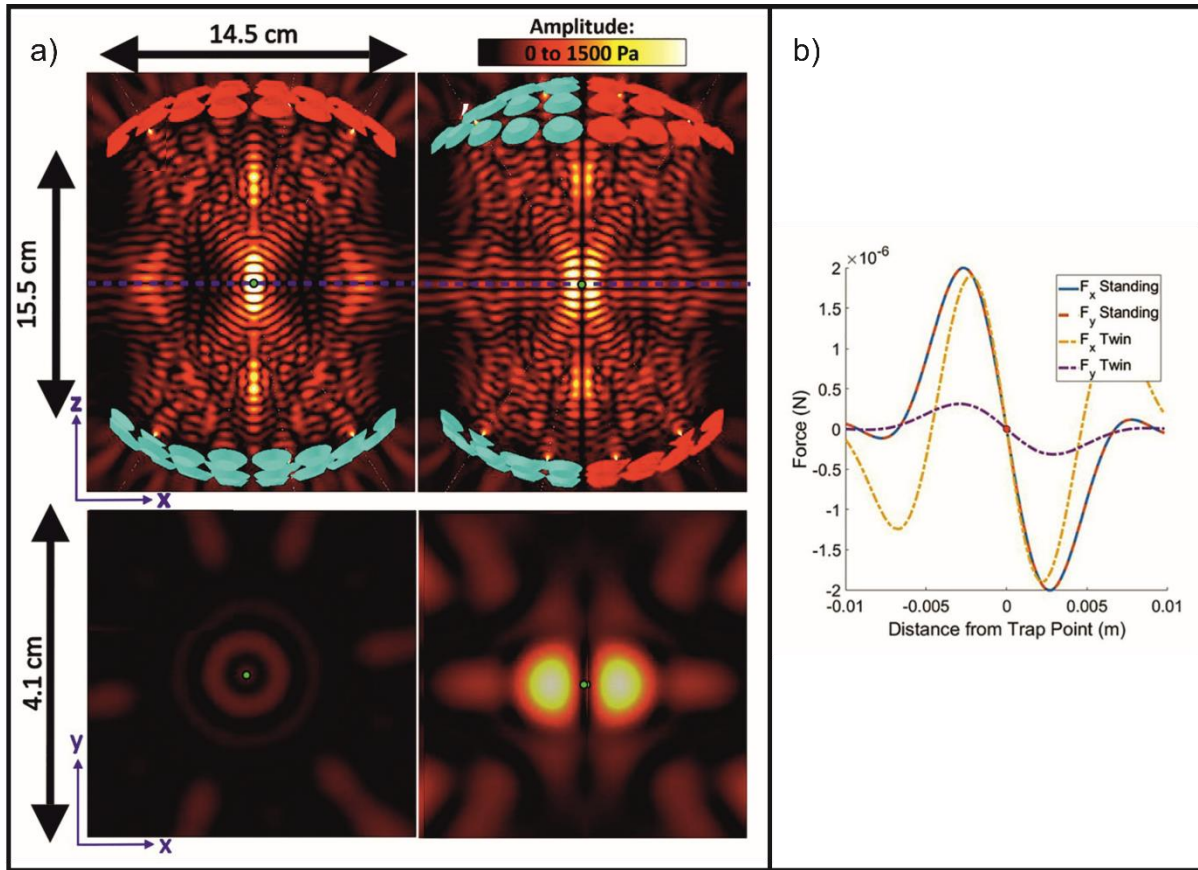 a)
14.5 cm
Amplitude:
0 to 1500 Pa
15.5 cm
z
x
4.1 cm
y
x
b)
×10⁻⁶
2
1.5
1
0.5
0
-0.5
-1
-1.5
-2
-0.01
-0.005
0
0.005
0.01
Force (N)
Distance from Trap Point (m)
Fx Standing
Fy Standing
Fx Twin
Fy Twin